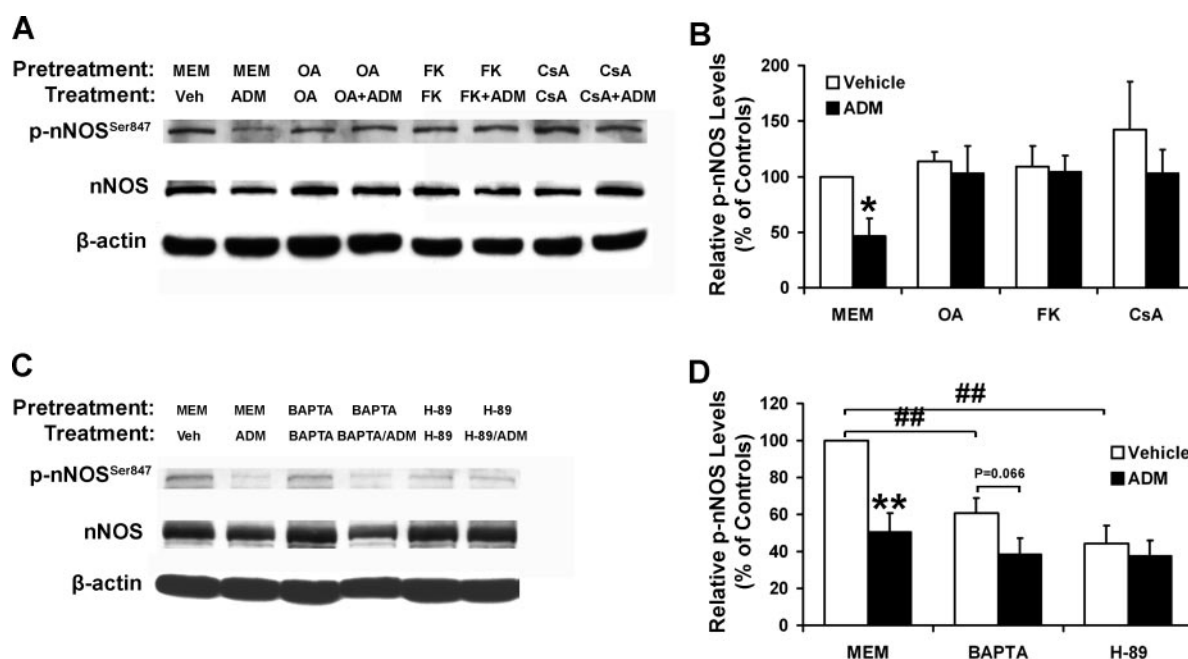 A
Pretreatment: MEM MEM OA OA FK FK CsA CsA
Treatment: Veh ADM OA OA+ADM FK FK+ADM CsA CsA+ADM
p-nNOSSer847
nNOS
β-actin
B
Relative p-nNOS Levels
(% of Controls)
200
150
100
50
0
Vehicle
ADM
*
MEM OA FK CsA
C
Pretreatment: MEM MEM BAPTA BAPTA H-89 H-89
Treatment: Veh ADM BAPTA BAPTA/ADM H-89 H-89/ADM
p-nNOSSer847
nNOS
β-actin
D
Relative p-nNOS Levels
(% of Controls)
120
100
80
60
40
20
0
##
##
Vehicle
ADM
P=0.066
**
MEM BAPTA H-89